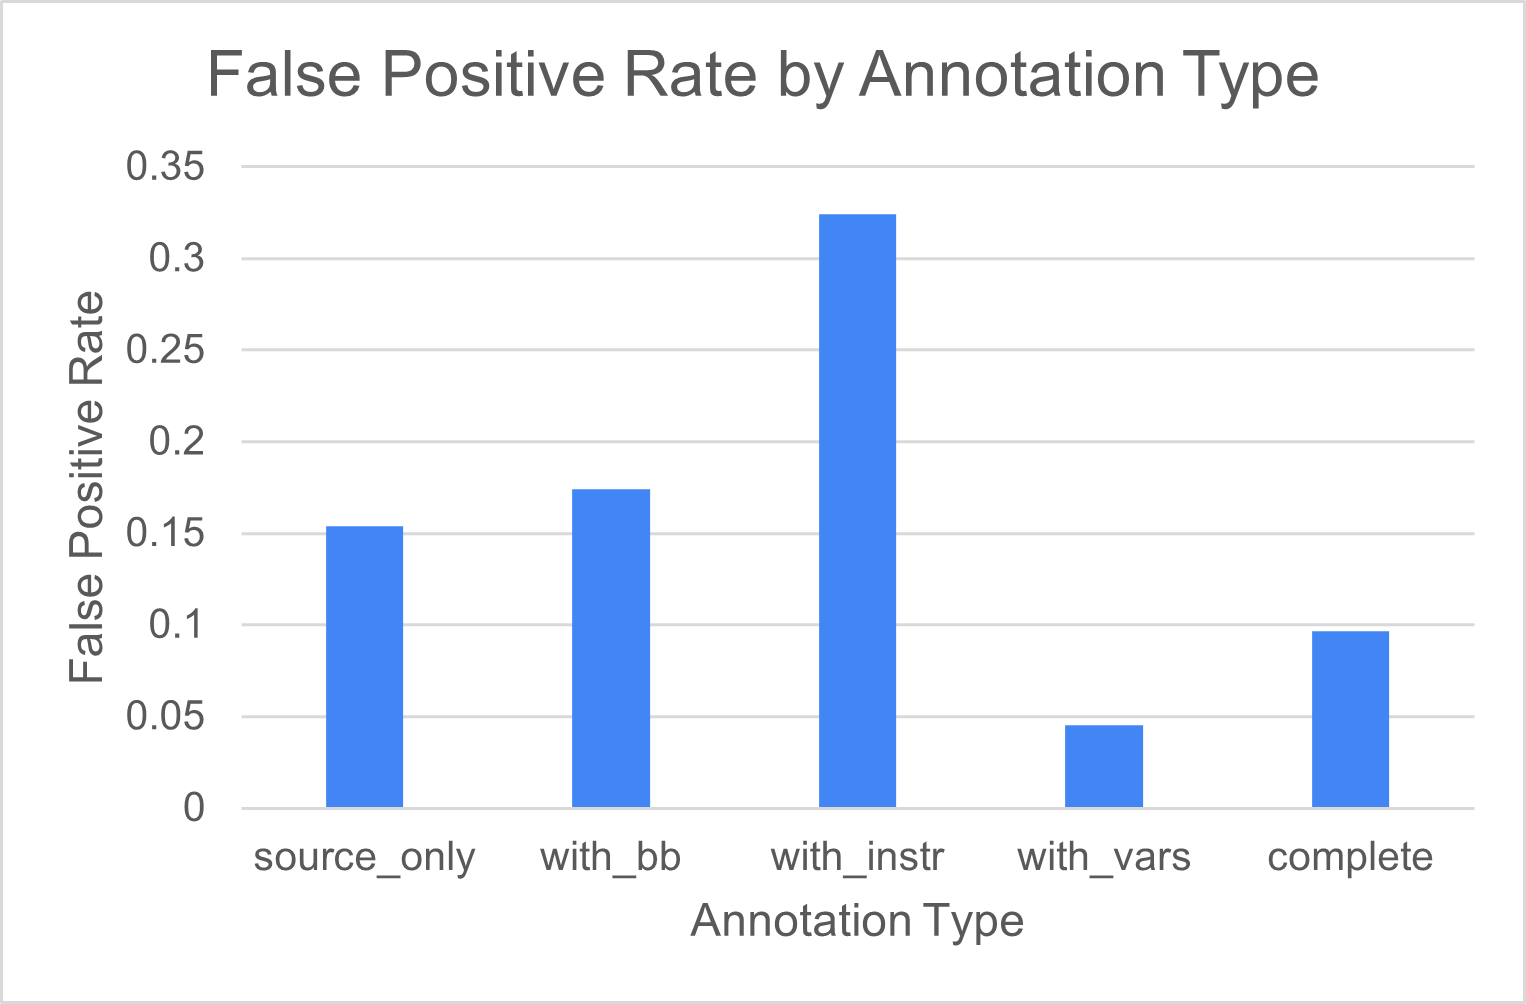 False Positive Rate by Annotation Type
0.35
0.3
0.25
0.2
0.15
0.1
0.05
0
False Positive Rate
source_only with_bb with_instr with_vars complete
Annotation Type